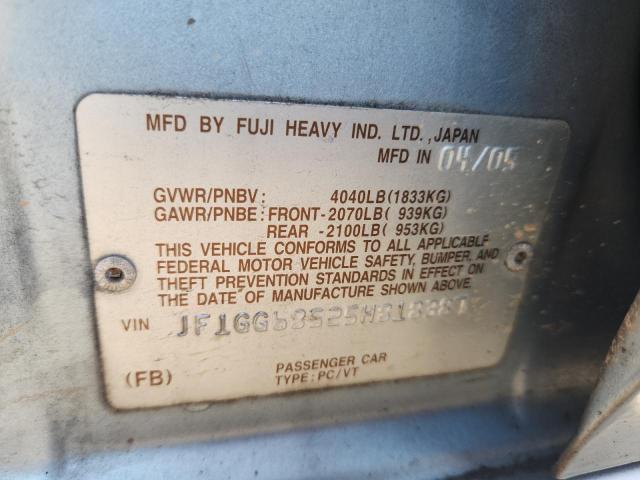 MFD BY FUJI HEAVY IND. LTD.,JAPAN
MFD IN 04/05
GVWR/PNBV: 4040LB(1833KG)
GAWR/PNBE: FRONT-2070LB( 939KG)
REAR -2100LB( 953KG)
THIS VEHICLE CONFORMS TO ALL APPLICABLE
FEDERAL MOTOR VEHICLE SAFETY, BUMPER, AND
THEFT PREVENTION STANDARDS IN EFFECT ON
THE DATE OF MANUFACTURE SHOWN ABOVE.
VIN
(FB)
PASSENGER CAR
TYPE:PC/VT